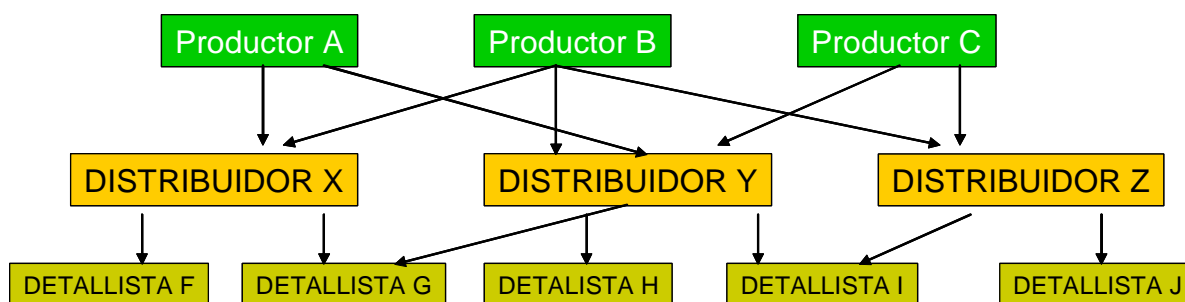 Productor A
Productor B
Productor C
DISTRIBUIDOR X
DISTRIBUIDOR Y
DISTRIBUIDOR Z
DETALLISTA F
DETALLISTA G
DETALISTA H
DETALLISTA I
DETALLISTA J